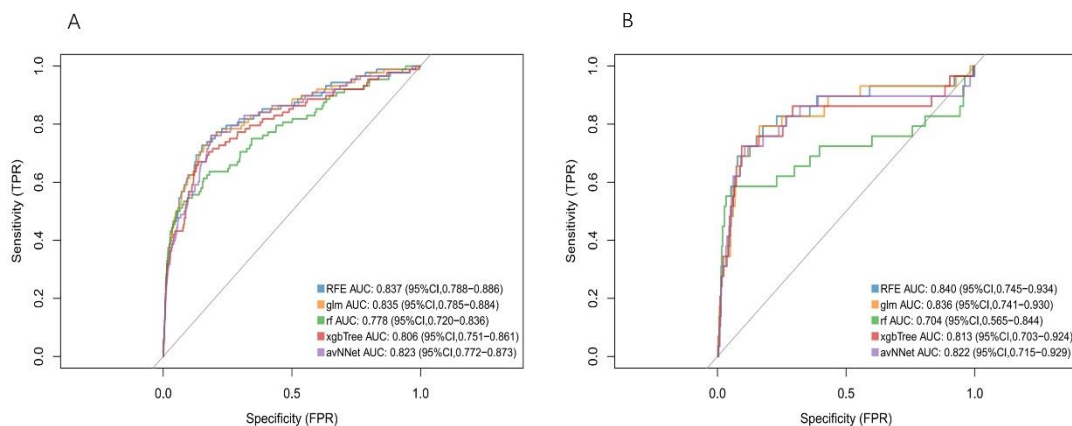 A
1.0
0.8
0.6
0.4
0.2
0.0
Sensitivity (TPR)
RFE AUC: 0.837 (95%CI,0.788−0.886)
glm AUC: 0.835 (95%CI,0.785−0.884)
rf AUC: 0.778 (95%CI,0.720−0.836)
xgbTree AUC: 0.806 (95%CI,0.751−0.861)
avNNet AUC: 0.823 (95%CI,0.772−0.873)
0.0 0.5 1.0
Specificity (FPR)
B
1.0
0.8
0.6
0.4
0.2
0.0
Sensitivity (TPR)
RFE AUC: 0.840 (95%CI,0.745−0.934)
glm AUC: 0.836 (95%CI,0.741−0.930)
rf AUC: 0.704 (95%CI,0.565−0.844)
xgbTree AUC: 0.813 (95%CI,0.703−0.924)
avNNet AUC: 0.822 (95%CI,0.715−0.929)
0.0 0.5 1.0
Specificity (FPR)